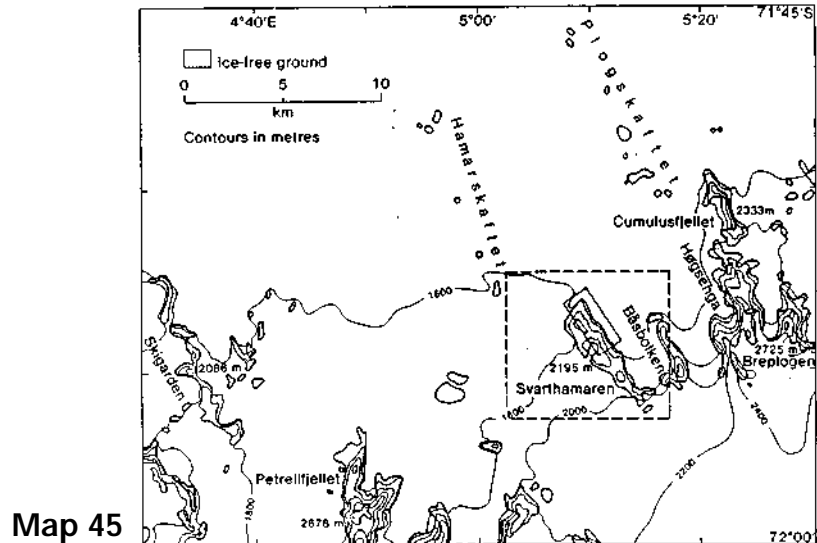 4°40'E 5°00' 5°20' 71°45'S
Ice-free ground
0 5 10
km
Contours in metres
Plogskaftet
Hamarskaftet
2333m
Cumulusfjellet
Høgsenga
1600
Båsbolken
Skigarden
2086 m
2195 m
Svarthamaren
2725 m
Breplogen
1800
2000
2400
2200
Petrellfjellet
1800
2676 m
72°00'
Map 45